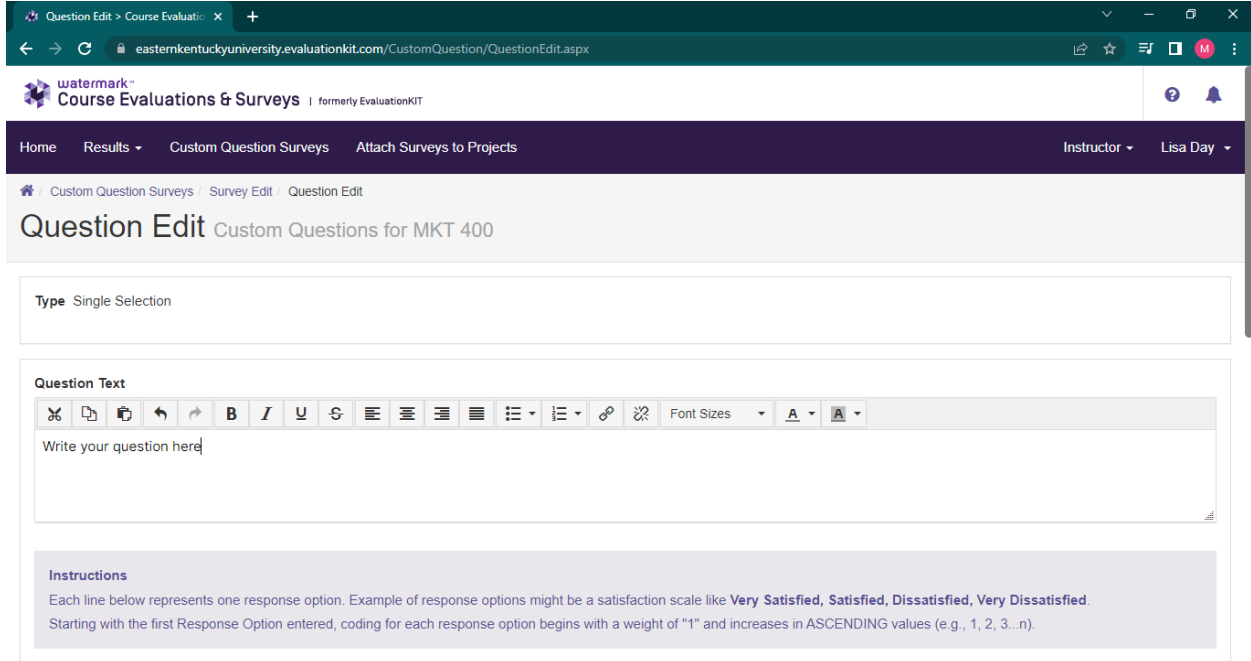 Question Edit > Course Evaluatio
easternkentuckyuniversity.evaluationkit.com/CustomQuestion/QuestionEdit.aspx
M
watermark™
Course Evaluations & Surveys | formerly EvaluationKIT
Home Results Custom Question Surveys Attach Surveys to Projects Instructor Lisa Day
/ Custom Question Surveys / Survey Edit / Question Edit
Question Edit Custom Questions for MKT 400
Type Single Selection
Question Text
B I U S Font Sizes A A
Write your question here
Instructions
Each line below represents one response option. Example of response options might be a satisfaction scale like Very Satisfied, Satisfied, Dissatisfied, Very Dissatisfied.
Starting with the first Response Option entered, coding for each response option begins with a weight of "1" and increases in ASCENDING values (e.g., 1, 2, 3...n).